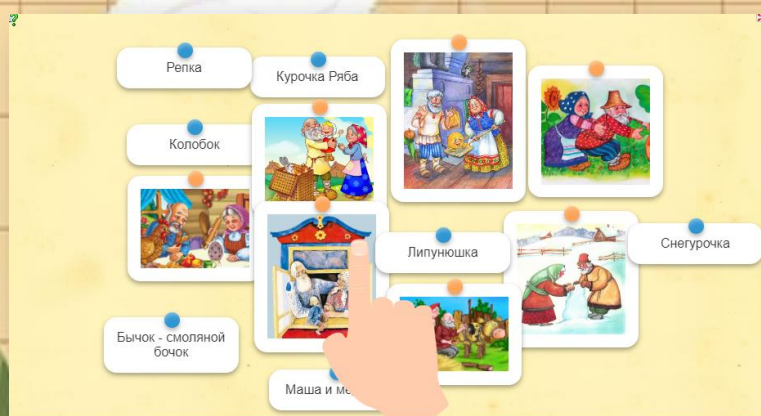 Репка
Курочка Ряба
Колобок
Снегурочка
Липунюшка
Бычок - смоляной
бочок
Маша и